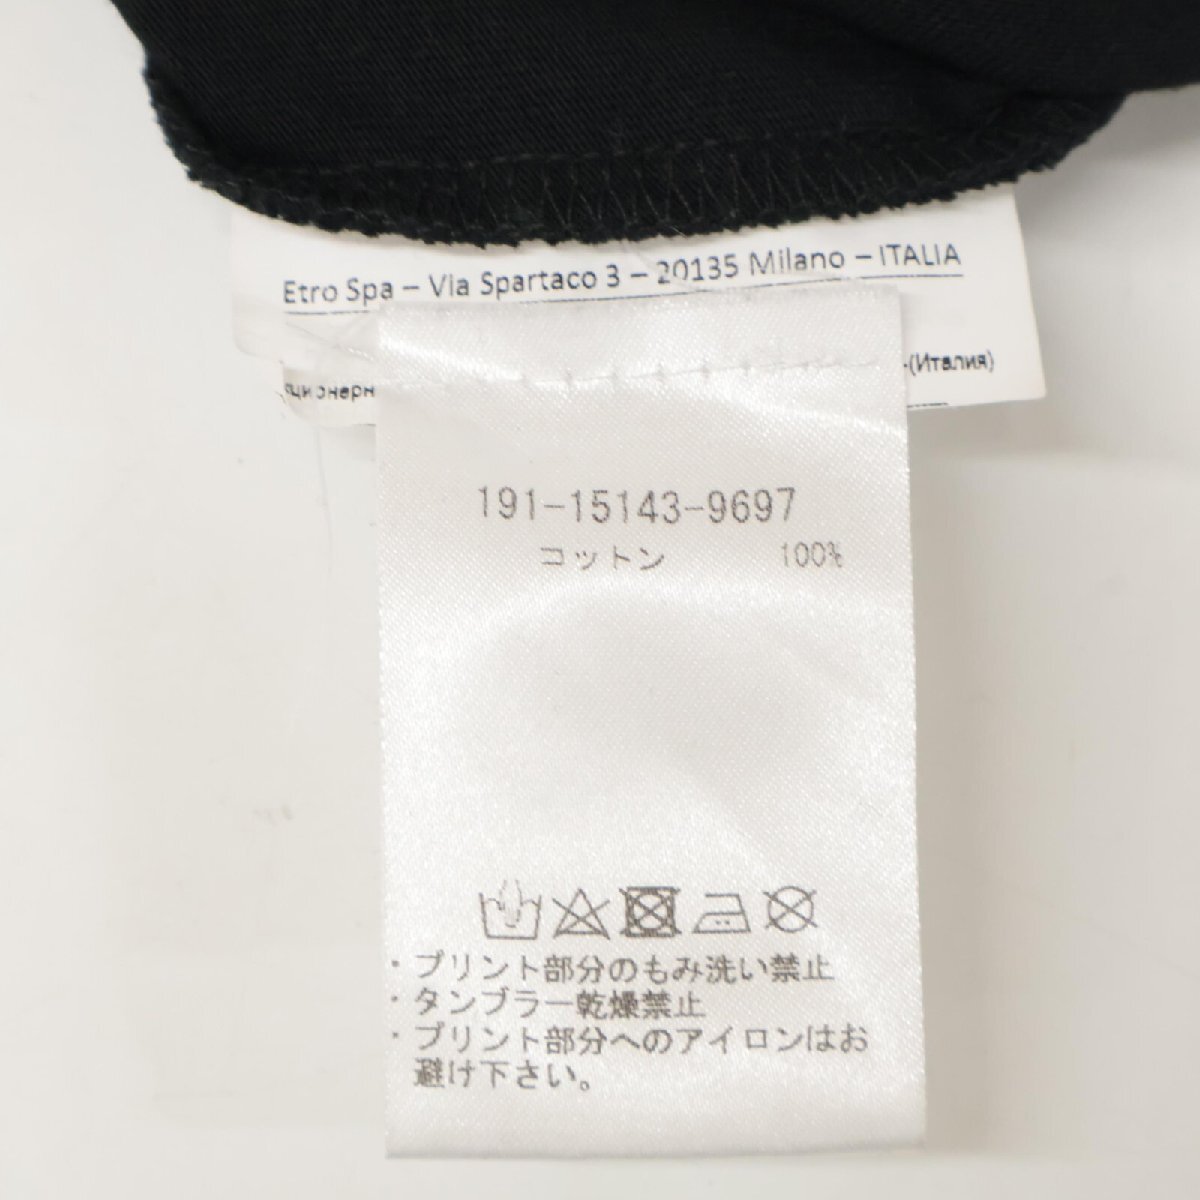 Etro Spa – Via Spartaco 3 – 20135 Milano – ITALIA
-(Италия)
191-15143-9697
コットン 100%
・プリント部分のもみ洗い禁止
・タンブラー乾燥禁止
・プリント部分へのアイロンはお
避け下さい。